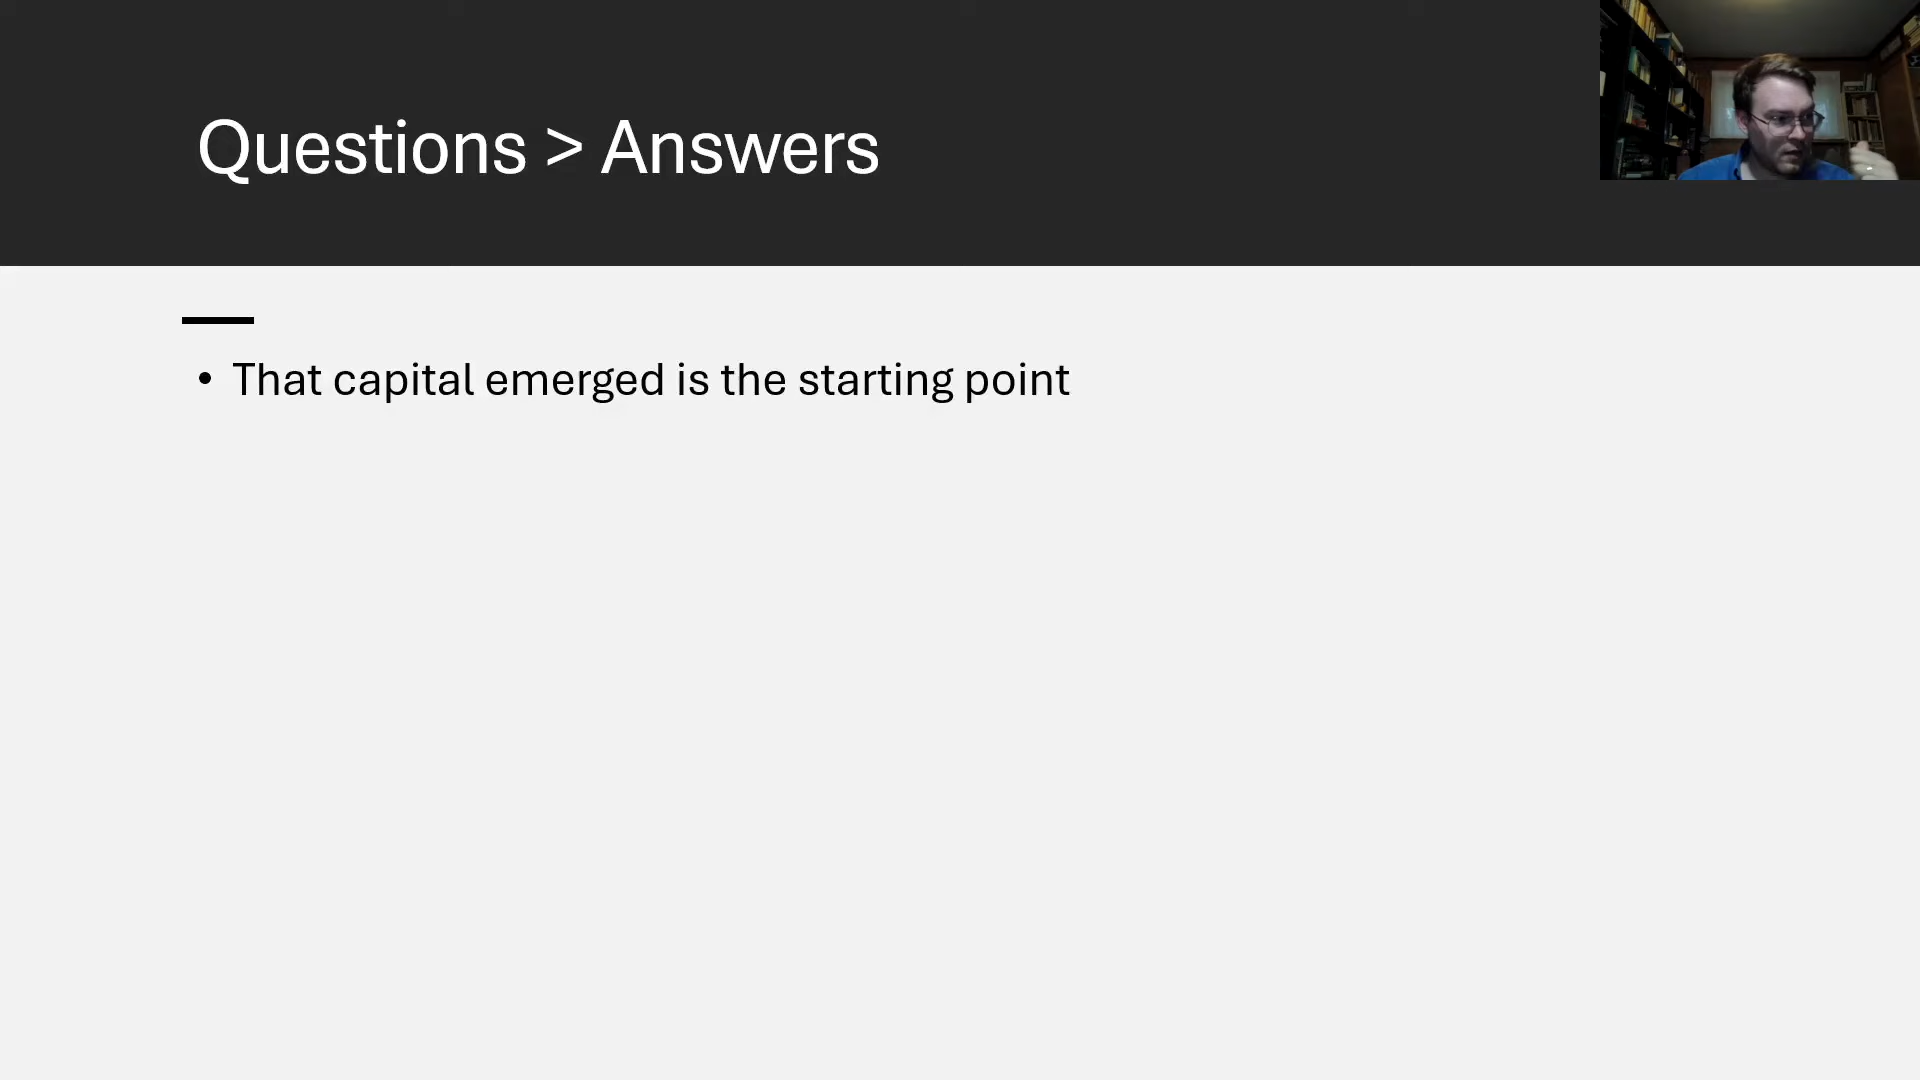 Questions > Answers
• That capital emerged is the starting point